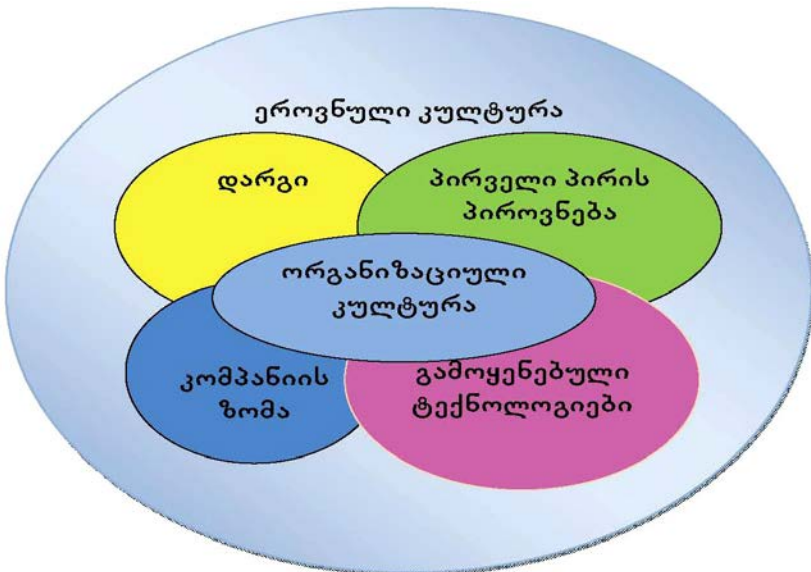 ეროვნული კულტურა
დარგი
პირველი პირის
პიროვნება
ორგანიზაციული
კულტურა
კომპანიის
ზომა
გამოყენებული
ტექნოლოგიები